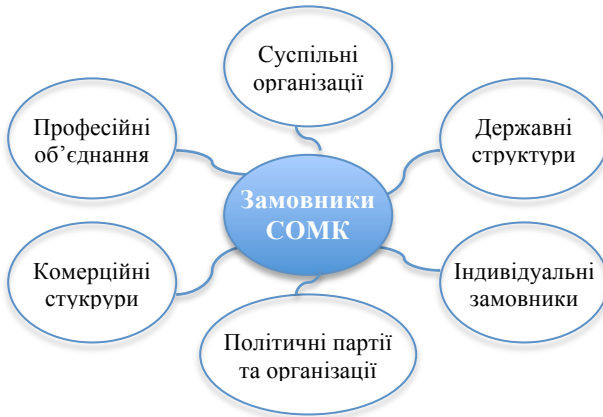 Суспільні
організації
Професійні
об’єднання
Державні
структури
Замовники
СОМК
Комерційні
стукрури
Індивідуальні
замовники
Політичні партії
та організації